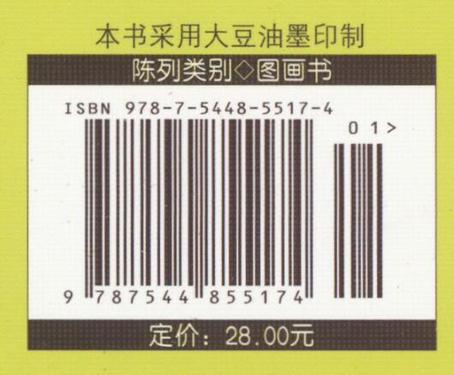 本书采用大豆油墨印制
陈列类别◇图画书
ISBN 978-7-5448-5517-4
01>
9 787544 855174
定价：28.00元